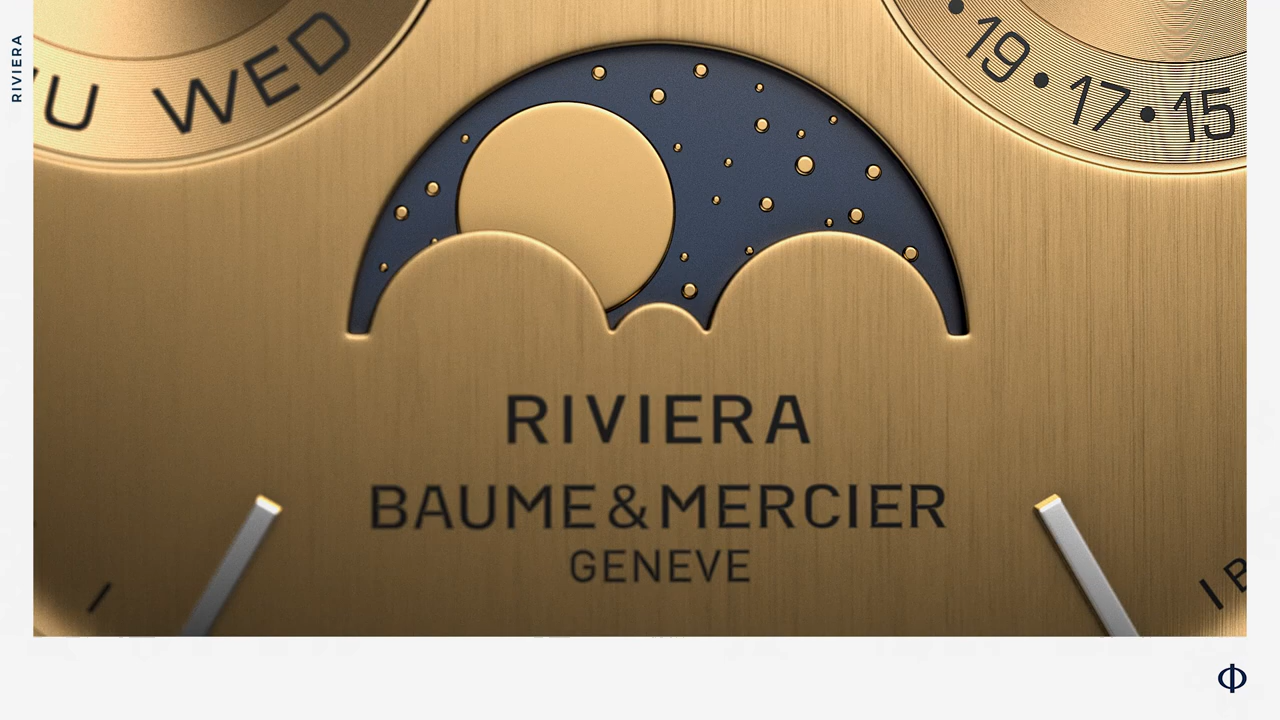 RIVIERA
WED
19 • 17 • 15
RIVIERA
BAUME & MERCIER
GENEVE
Φ